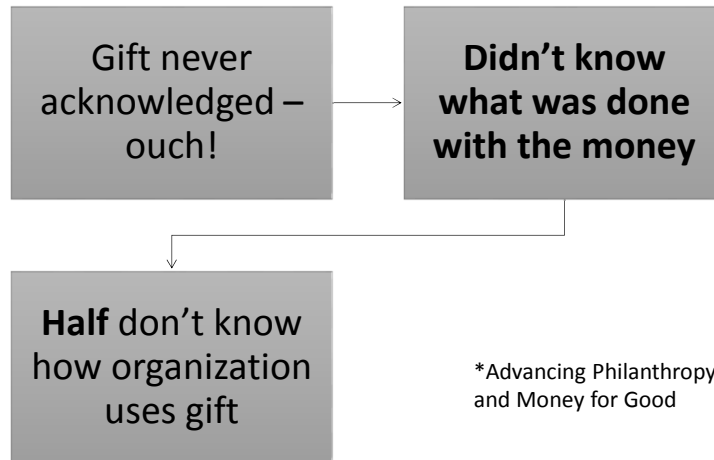 Gift never
acknowledged –
ouch!
Didn’t know
what was done
with the money
Half don’t know
how organization
uses gift
*Advancing Philanthropy
and Money for Good